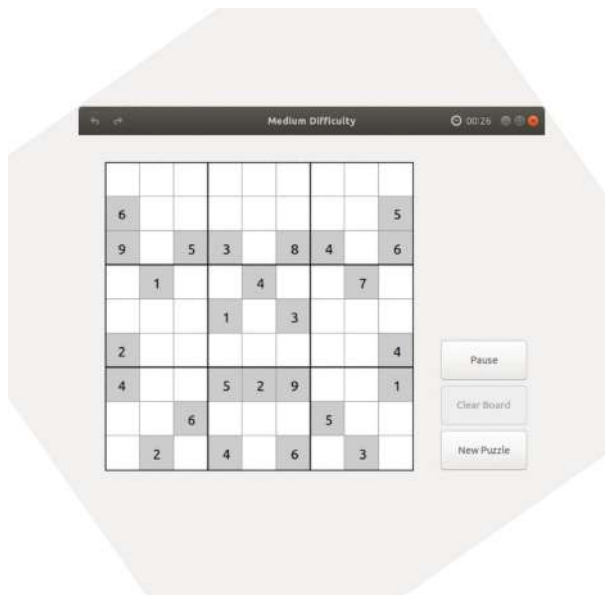 Medium Difficulty 00:26
6 5
9 5 3 8 4 6
1 4 7
1 3
2 4
4 5 2 9 1
6 5
2 4 6 3
Pause
Clear Board
New Puzzle